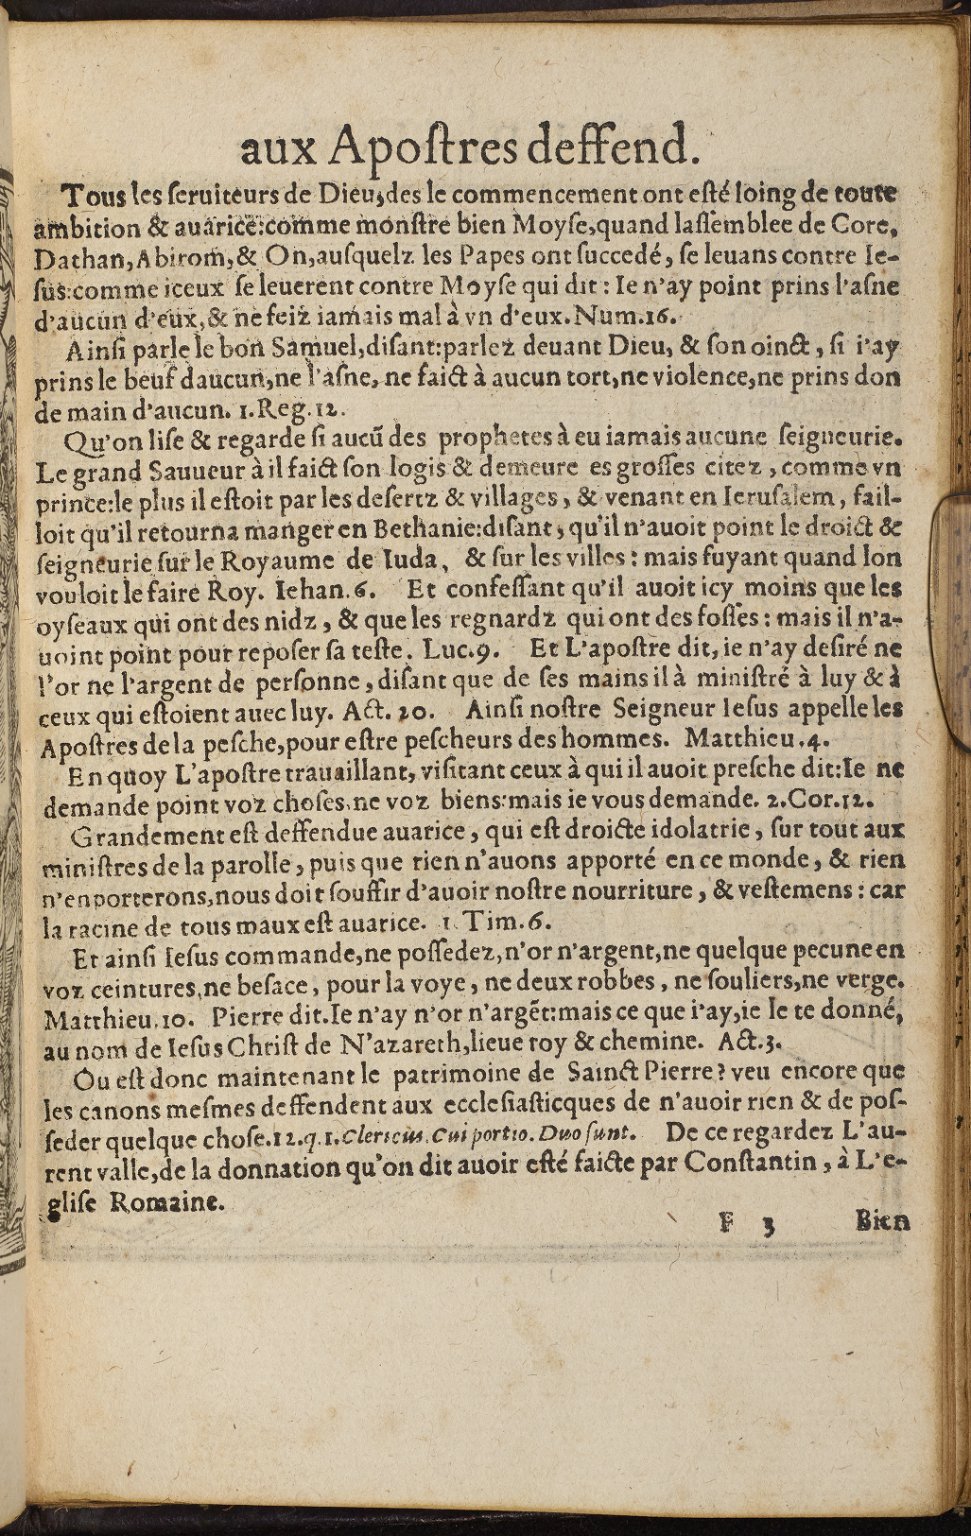 aux Apoſtres deffend.
Tous les ſeruiteurs de Dieu, des le commencement ont eſté loing de toute
ambition & auarice: comme monſtre bien Moyſe, quand laſſemblee de Core,
Dathan, Abirom, & On, auſquelz les Papes ont ſuccedé, ſe leuans contre Ie-
ſus: comme iceux ſe leuerent contre Moyſe qui dit: Ie n'ay point prins l'aſne
d'aucun d'eux, & ne feiz iamais mal à vn d'eux. Num. 16.
Ainſi parle le bon Samuel, diſant: parlez deuant Dieu, & ſon oinct, ſi i'ay
prins le beuf daucun, ne l'aſne, ne faict à aucun tort, ne violence, ne prins don
de main d'aucun. 1. Reg. 12.
Qu'on liſe & regarde ſi aucũ des prophetes à eu iamais aucune ſeigneurie.
Le grand Sauueur à il faict ſon logis & demeure es groſſes citez, comme vn
prince: le plus il eſtoit par les deſertz & villages, & venant en Ieruſalem, fail-
loit qu'il retourna manger en Bethanie: diſant, qu'il n'auoit point le droict &
ſeigneurie ſur le Royaume de Iuda, & ſur les villes: mais fuyant quand lon
vouloit le faire Roy. Iehan. 6. Et confeſſant qu'il auoit icy moins que les
oyſeaux qui ont des nidz, & que les regnardz qui ont des foſſes: mais il n'a-
uoint point pour repoſer ſa teſte. Luc. 9. Et L'apoſtre dit, ie n'ay deſiré ne
l'or ne l'argent de perſonne, diſant que de ſes mains il à miniſtré à luy & à
ceux qui eſtoient auec luy. Act. 20. Ainſi noſtre Seigneur Ieſus appelle les
Apoſtres de la peſche, pour eſtre peſcheurs des hommes. Matthieu. 4.
En quoy L'apoſtre trauaillant, viſitant ceux à qui il auoit preſche dit: Ie ne
demande point voz choſes, ne voz biens: mais ie vous demande. 2. Cor. 12.
Grandement eſt deffendue auarice, qui eſt droicte idolatrie, ſur tout aux
miniſtres de la parolle, puis que rien n'auons apporté en ce monde, & rien
n'enporterons, nous doit ſouffir d'auoir noſtre nourriture, & veſtemens: car
la racine de tous maux eſt auarice. 1. Tim. 6.
Et ainſi Ieſus commande, ne poſſedez, n'or n'argent, ne quelque pecune en
voz ceintures, ne beſace, pour la voye, ne deux robbes, ne ſouliers, ne verge.
Matthieu. 10. Pierre dit. Ie n'ay n'or n'argẽt: mais ce que i'ay, ie le te donné,
au nom de Ieſus Chriſt de N'azareth, lieue toy & chemine. Act. 3.
Ou eſt donc maintenant le patrimoine de Sainct Pierre? veu encore que
les canons meſmes deffendent aux eccleſiaſticques de n'auoir rien & de poſ-
ſeder quelque choſe. 12. q. 1. Clericus. Cui portio. Duo ſunt. De ce regardez L'au-
rent valle, de la donnation qu'on dit auoir eſté faicte par Conſtantin, à L'e-
gliſe Romaine.
F 3 Bien